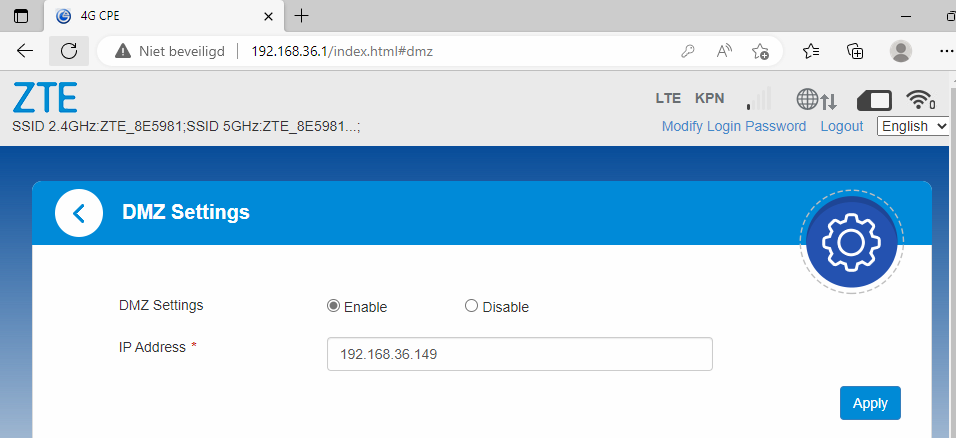 4G CPE
Niet beveiligd 192.168.36.1/index.html#dmz
ZTE
LTE KPN 0
SSID 2.4GHz:ZTE_8E5981;SSID 5GHz:ZTE_8E5981...;
Modify Login Password Logout English
DMZ Settings
DMZ Settings Enable Disable
IP Address * 192.168.36.149
Apply